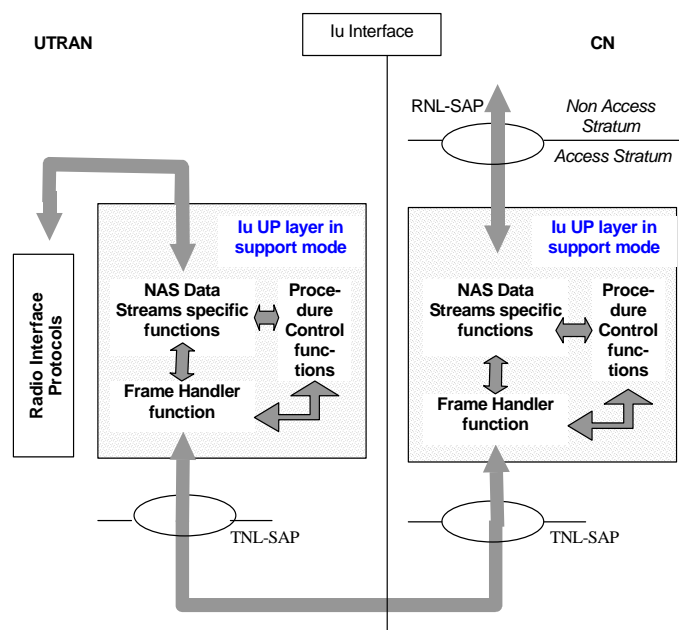 Iu Interface
UTRAN
CN
RNL-SAP
Non Access
Stratum
Access Stratum
Iu UP layer in
support mode
NAS Data
Streams specific
functions
Proce-
dure
Control
func-
tions
Frame Handler
function
Radio Interface
Protocols
TNL-SAP
Iu UP layer in
support mode
NAS Data
Streams specific
functions
Proce-
dure
Control
func-
tions
Frame Handler
function
TNL-SAP